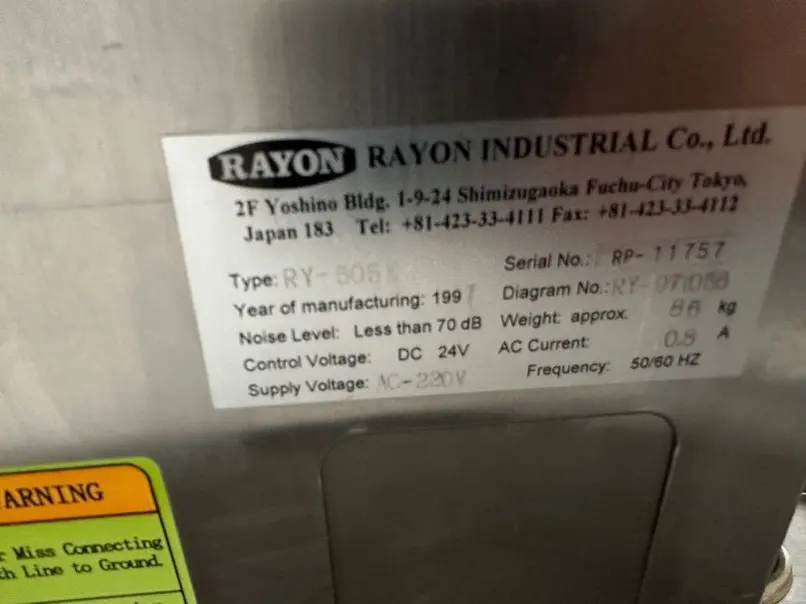 RAYON RAYON INDUSTRIAL Co., Ltd.
2F Yoshino Bldg. 1-9-24 Shimizugaoka Fuchu-City Tokyo,
Japan 183 Tel: +81-423-33-4111 Fax: +81-423-33-4112
Type: Serial No.: RP-11757
Year of manufacturing: 199 Diagram No.:
Noise Level: Less than 70 dB Weight: approx. kg
Control Voltage: DC 24V AC Current: 0.8 A
Supply Voltage: AC-220V Frequency: 50/60 HZ
WARNING
Miss Connecting
Line to Ground.